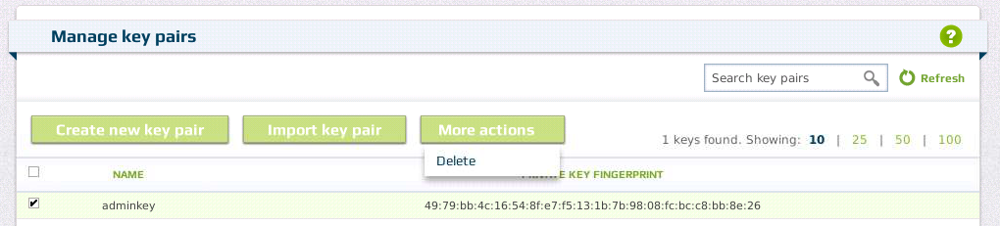 Manage key pairs
?
Search key pairs
Refresh
Create new key pair
Import key pair
More actions
1 keys found. Showing: 10 | 25 | 50 | 100
Delete
NAME
PRIVATE KEY FINGERPRINT
adminkey
49:79:bb:4c:16:54:8f:e7:f5:13:1b:7b:98:08:fc:bc:c8:bb:8e:26